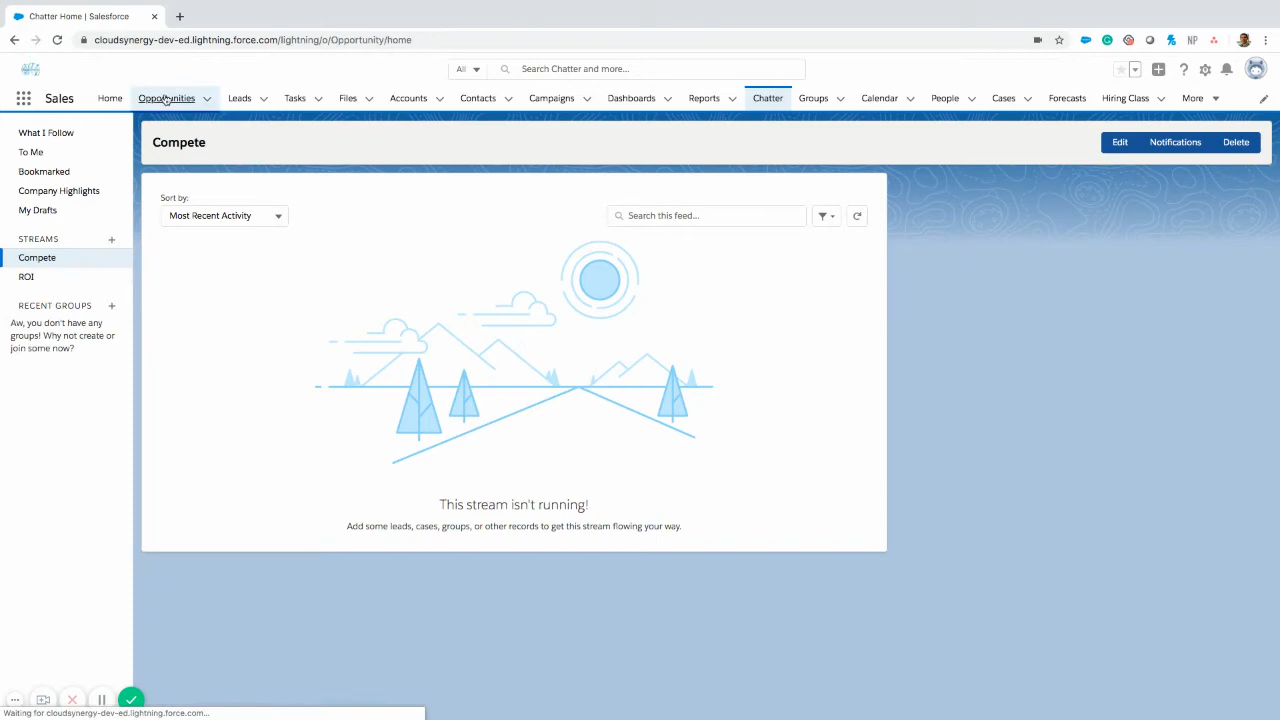 Chatter Home | Salesforce
cloudsynergy-dev-ed.lightning.force.com/lightning/o/Opportunity/home
NP
All
Search Chatter and more...
Sales
Home
Opportunities
Leads
Tasks
Files
Accounts
Contacts
Campaigns
Dashboards
Reports
Chatter
Groups
Calendar
People
Cases
Forecasts
Hiring Class
More
What I Follow
To Me
Bookmarked
Company Highlights
My Drafts
STREAMS
Compete
ROI
RECENT GROUPS
Aw, you don't have any
groups! Why not create or
join some now?
Compete
Edit
Notifications
Delete
Sort by:
Most Recent Activity
Search this feed...
This stream isn't running!
Add some leads, cases, groups, or other records to get this stream flowing your way.
Waiting for cloudsynergy-dev-ed.lightning.force.com...